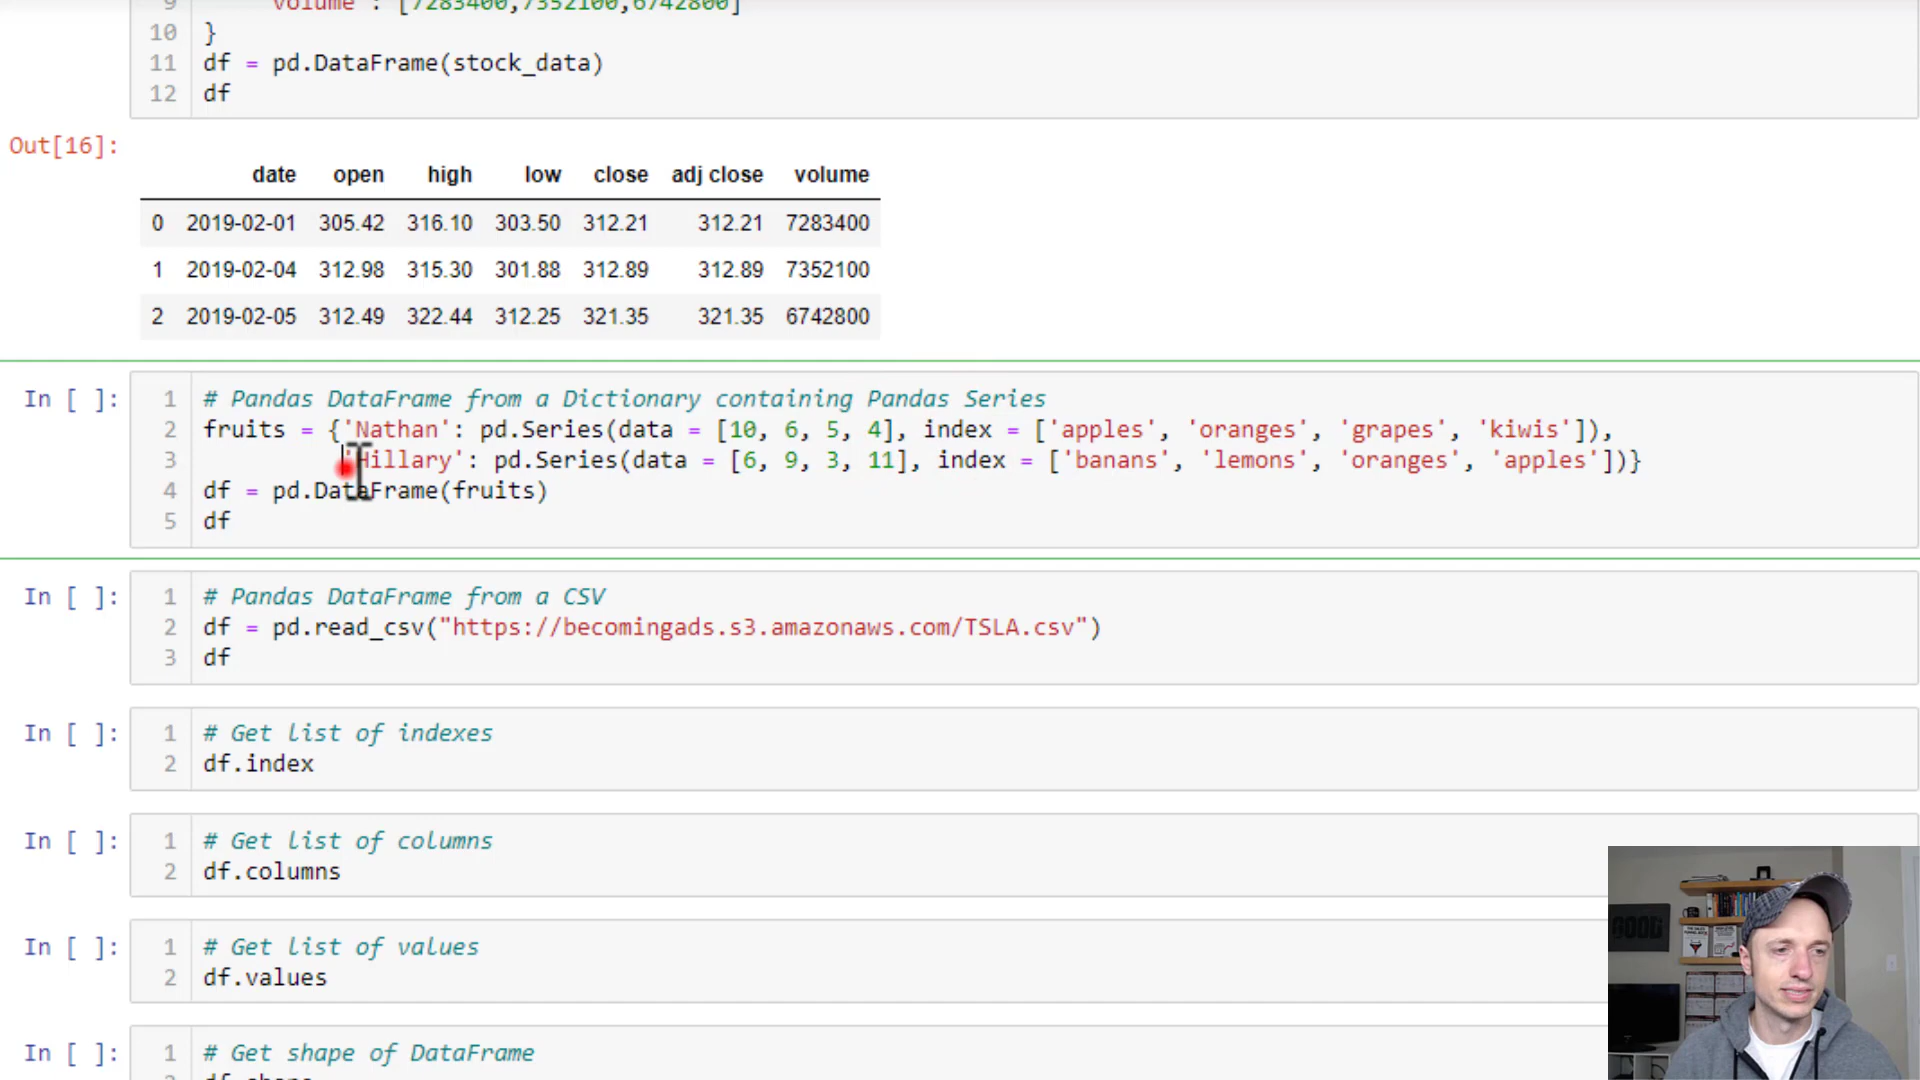 9 'volume': [7283400,7352100,6742800]
10 }
11 df = pd.DataFrame(stock_data)
12 df
Out[16]:
date open high low close adj close volume
0 2019-02-01 305.42 316.10 303.50 312.21 312.21 7283400
1 2019-02-04 312.98 315.30 301.88 312.89 312.89 7352100
2 2019-02-05 312.49 322.44 312.25 321.35 321.35 6742800
In [ ]: 1 # Pandas DataFrame from a Dictionary containing Pandas Series
2 fruits = {'Nathan': pd.Series(data = [10, 6, 5, 4], index = ['apples', 'oranges', 'grapes', 'kiwis']),
3 'Hillary': pd.Series(data = [6, 9, 3, 11], index = ['banans', 'lemons', 'oranges', 'apples'])}
4 df = pd.DataFrame(fruits)
5 df
In [ ]: 1 # Pandas DataFrame from a CSV
2 df = pd.read_csv("https://becomingads.s3.amazonaws.com/TSLA.csv")
3 df
In [ ]: 1 # Get list of indexes
2 df.index
In [ ]: 1 # Get list of columns
2 df.columns
In [ ]: 1 # Get list of values
2 df.values
In [ ]: 1 # Get shape of DataFrame
2 df.shape
GOOD